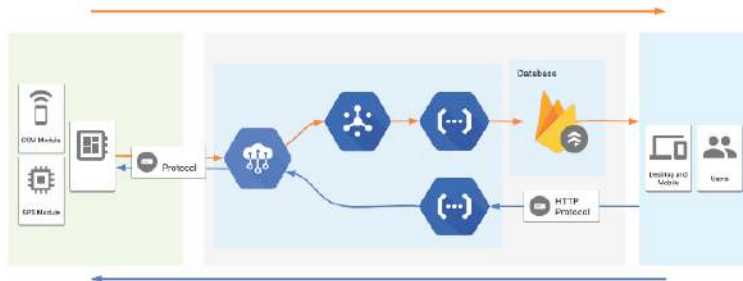 Database
GSM Module
Protocol
GPS Module
HTTP
Protocol
Desktop and
Mobile
Users